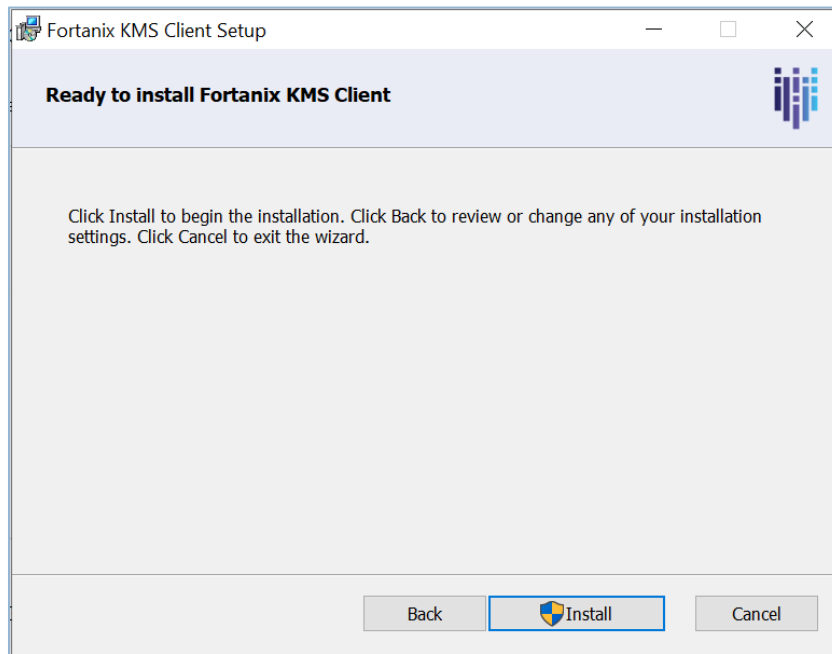 Fortanix KMS Client Setup
Ready to install Fortanix KMS Client
Click Install to begin the installation. Click Back to review or change any of your installation
settings. Click Cancel to exit the wizard.
Back
Install
Cancel